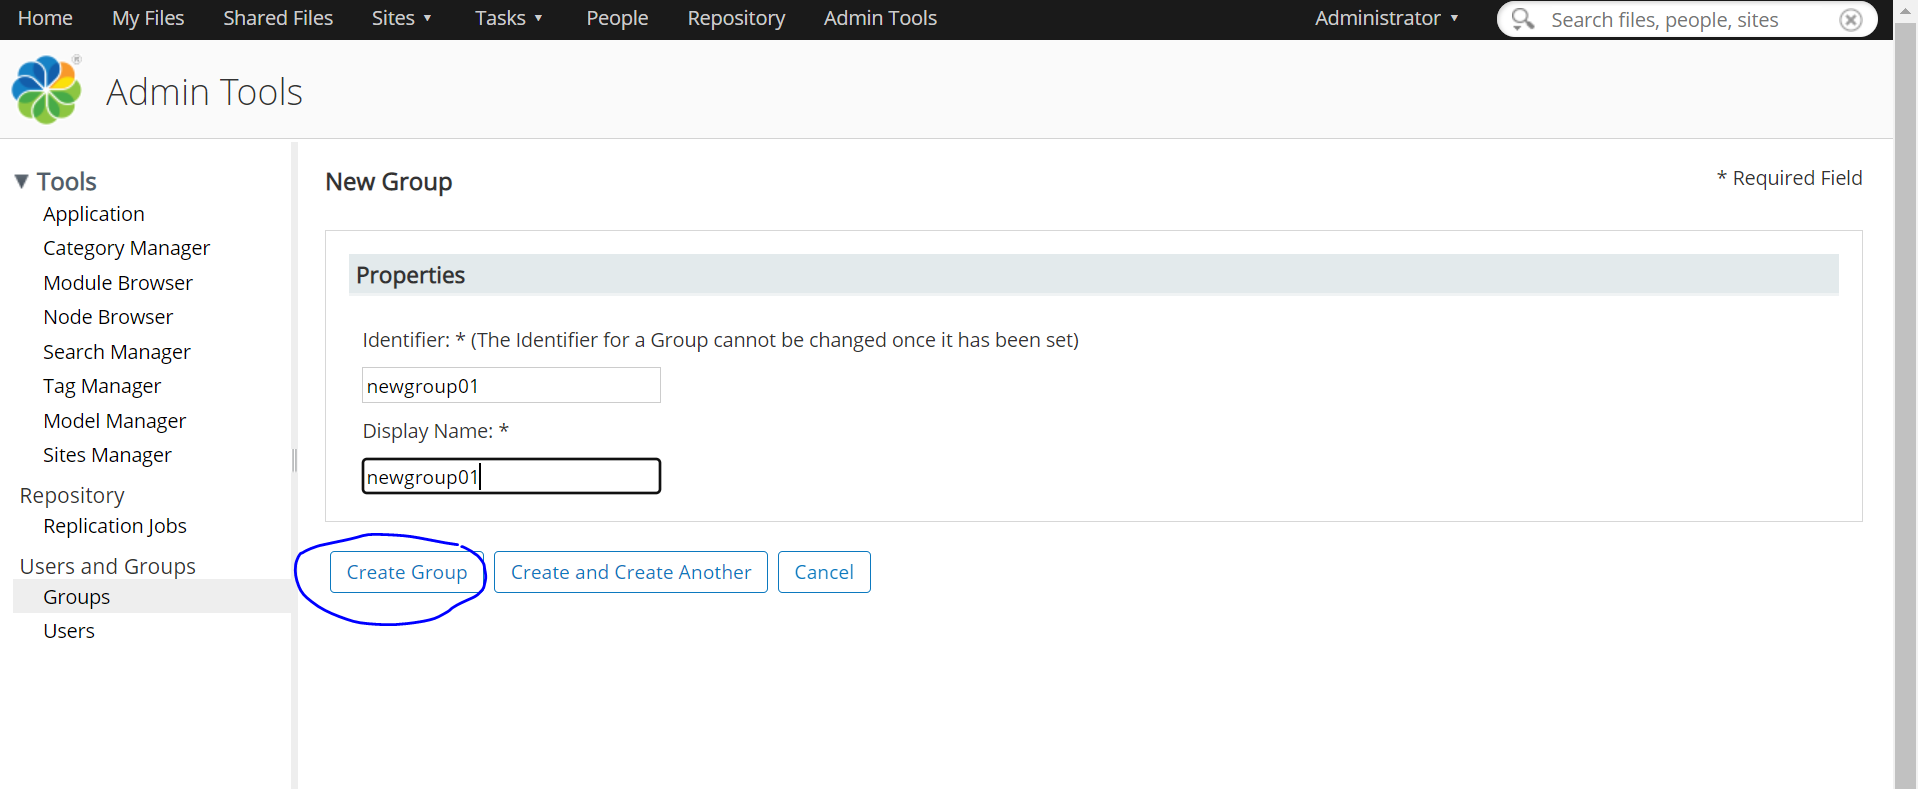 Home My Files Shared Files Sites ▼ Tasks ▼ People Repository Admin Tools Administrator ▼ Search files, people, sites
® Admin Tools
▼ Tools
Application
Category Manager
Module Browser
Node Browser
Search Manager
Tag Manager
Model Manager
Sites Manager
Repository
Replication Jobs
Users and Groups
Groups
Users
New Group
* Required Field
Properties
Identifier: * (The Identifier for a Group cannot be changed once it has been set)
newgroup01
Display Name: *
newgroup01
Create Group Create and Create Another Cancel